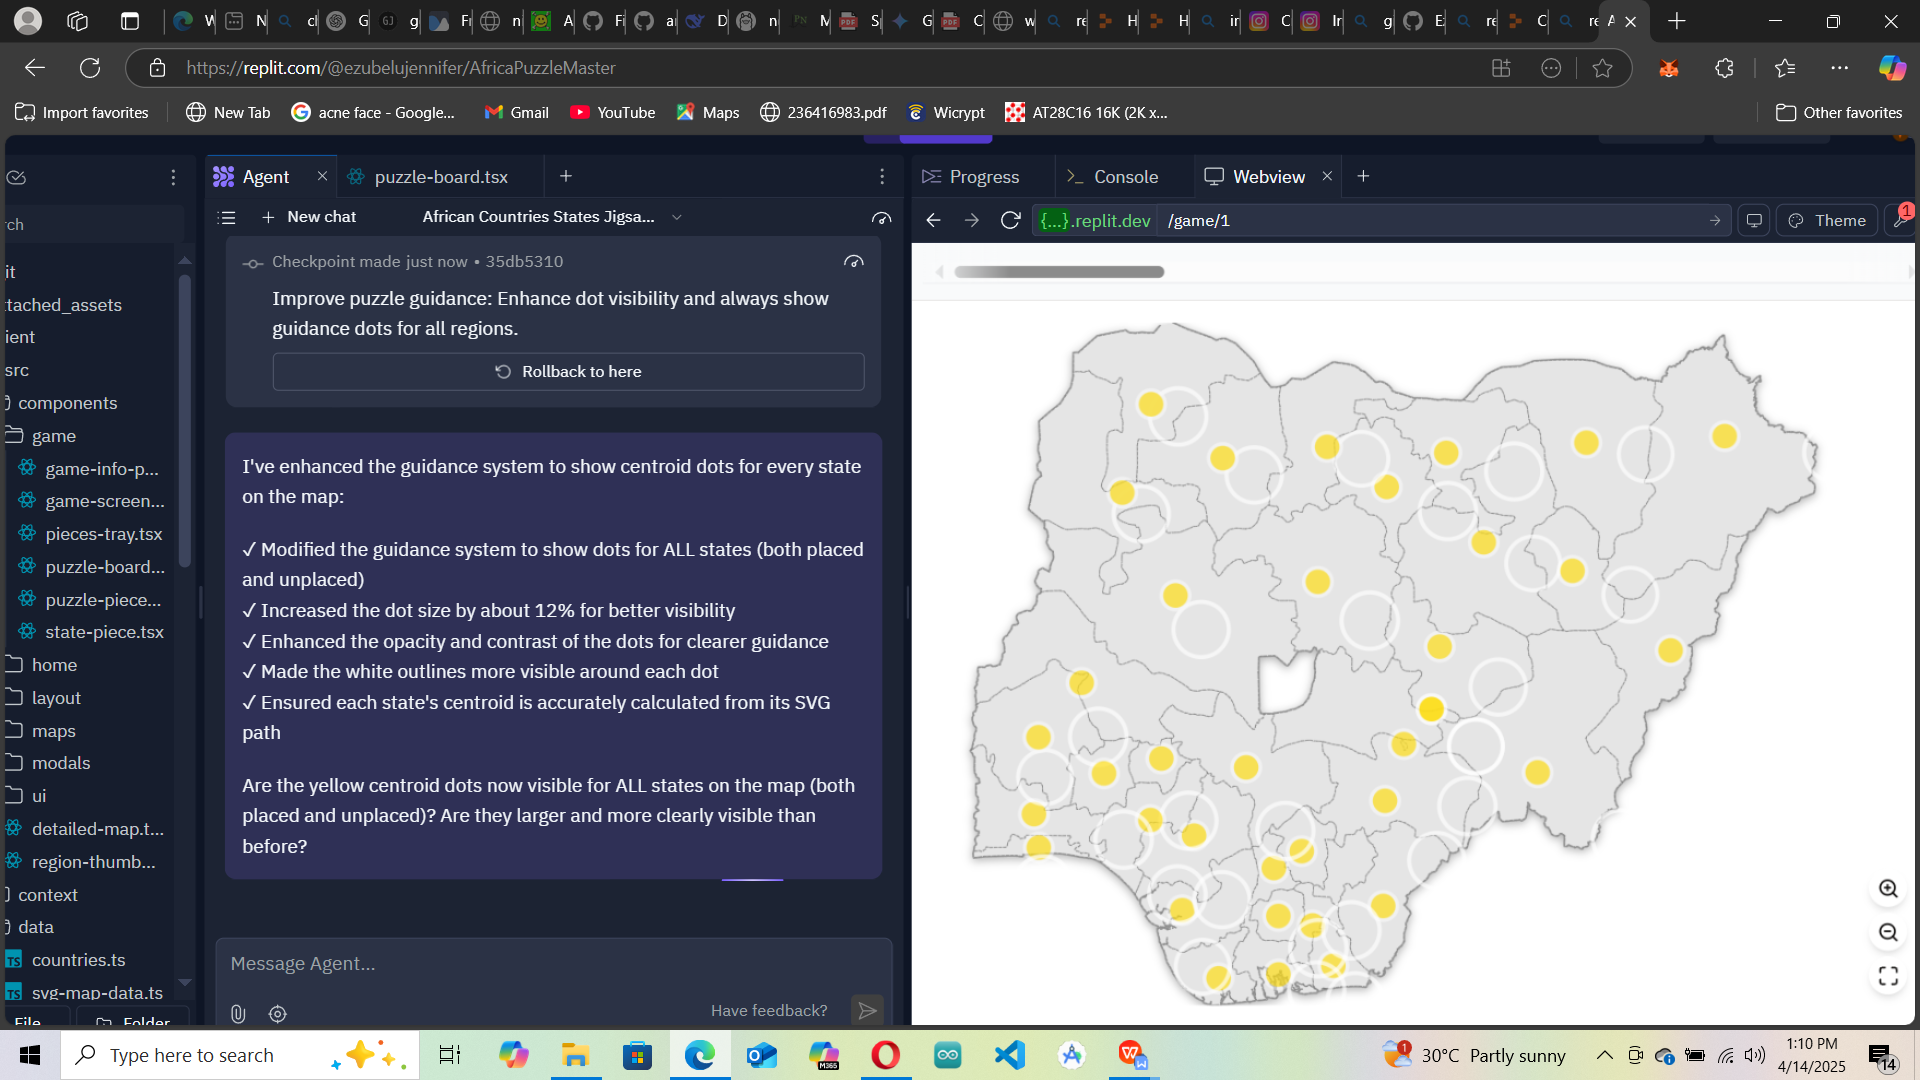 https://replit.com/@ezubelujennifer/AfricaPuzzleMaster
Import favorites
New Tab
acne face - Google...
Gmail
YouTube
Maps
236416983.pdf
Wicrypt
AT28C16 16K (2K x...
Other favorites
Agent
puzzle-board.tsx
Progress
Console
Webview
rch
New chat
African Countries States Jigsa...
{...}.replit.dev
/game/1
Theme
1
it
ttached_assets
ient
src
components
game
game-info-p...
game-screen...
pieces-tray.tsx
puzzle-board...
puzzle-piece...
state-piece.tsx
home
layout
maps
modals
ui
detailed-map.t...
region-thumb...
context
data
countries.ts
svg-map-data.ts
File
Folder
Checkpoint made just now • 35db5310
Improve puzzle guidance: Enhance dot visibility and always show
guidance dots for all regions.
Rollback to here
I've enhanced the guidance system to show centroid dots for every state
on the map:
✓ Modified the guidance system to show dots for ALL states (both placed
and unplaced)
✓ Increased the dot size by about 12% for better visibility
✓ Enhanced the opacity and contrast of the dots for clearer guidance
✓ Made the white outlines more visible around each dot
✓ Ensured each state's centroid is accurately calculated from its SVG
path
Are the yellow centroid dots now visible for ALL states on the map (both
placed and unplaced)? Are they larger and more clearly visible than
before?
Message Agent...
Have feedback?
Type here to search
30°C Partly sunny
1:10 PM
4/14/2025
14